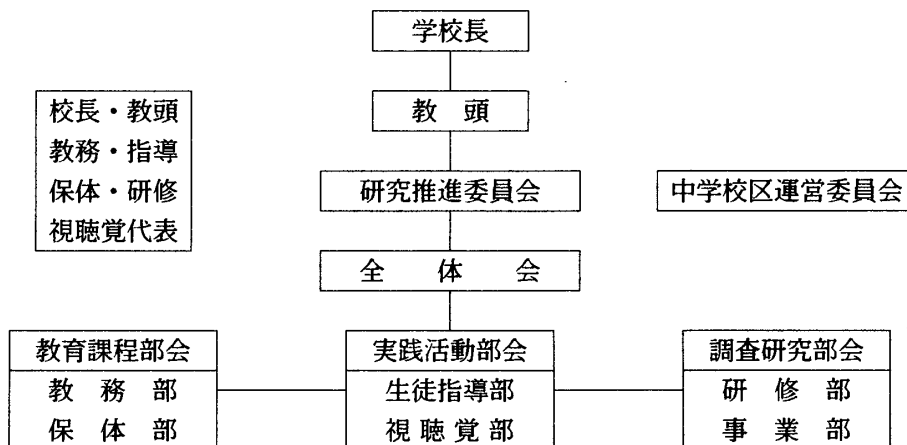 学校長
校長・教頭
教務・指導
保体・研修
視聴覚代表
教　頭
研究推進委員会
中学校区運営委員会
全　体　会
教育課程部会
教　務　部
保　体　部
実践活動部会
生徒指導部
視 聴 覚 部
調査研究部会
研　修　部
事　業　部